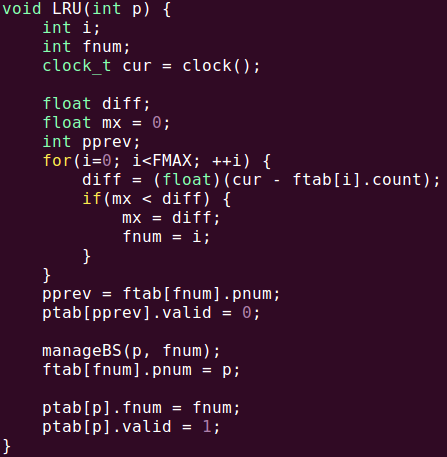 void LRU(int p) {
    int i;
    int fnum;
    clock_t cur = clock();

    float diff;
    float mx = 0;
    int pprev;
    for(i=0; i<FMAX; ++i) {
        diff = (float)(cur - ftab[i].count);
        if(mx < diff) {
            mx = diff;
            fnum = i;
        }
    }
    pprev = ftab[fnum].pnum;
    ptab[pprev].valid = 0;

    manageBS(p, fnum);
    ftab[fnum].pnum = p;

    ptab[p].fnum = fnum;
    ptab[p].valid = 1;
}